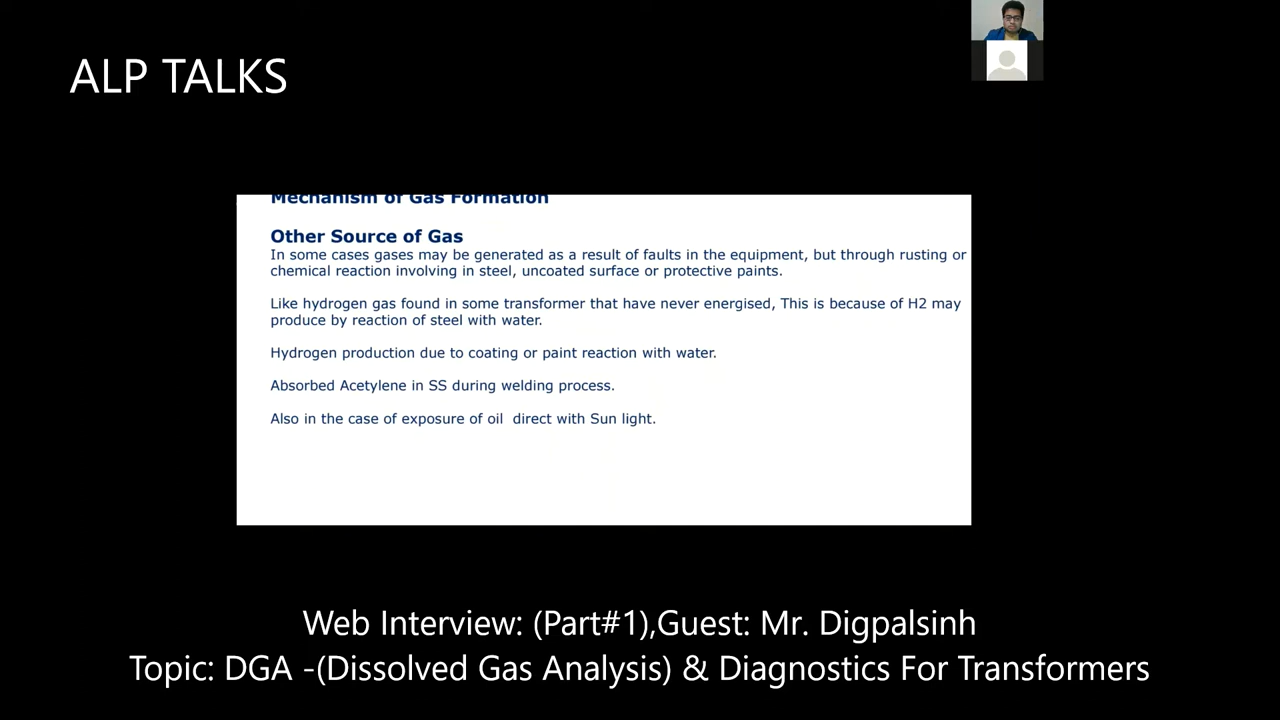 ALP TALKS
Mechanism of Gas Formation
Other Source of Gas
In some cases gases may be generated as a result of faults in the equipment, but through rusting or
chemical reaction involving in steel, uncoated surface or protective paints.
Like hydrogen gas found in some transformer that have never energised, This is because of H2 may
produce by reaction of steel with water.
Hydrogen production due to coating or paint reaction with water.
Absorbed Acetylene in SS during welding process.
Also in the case of exposure of oil  direct with Sun light.
Web Interview: (Part#1),Guest: Mr. Digpalsinh
Topic: DGA -(Dissolved Gas Analysis) & Diagnostics For Transformers